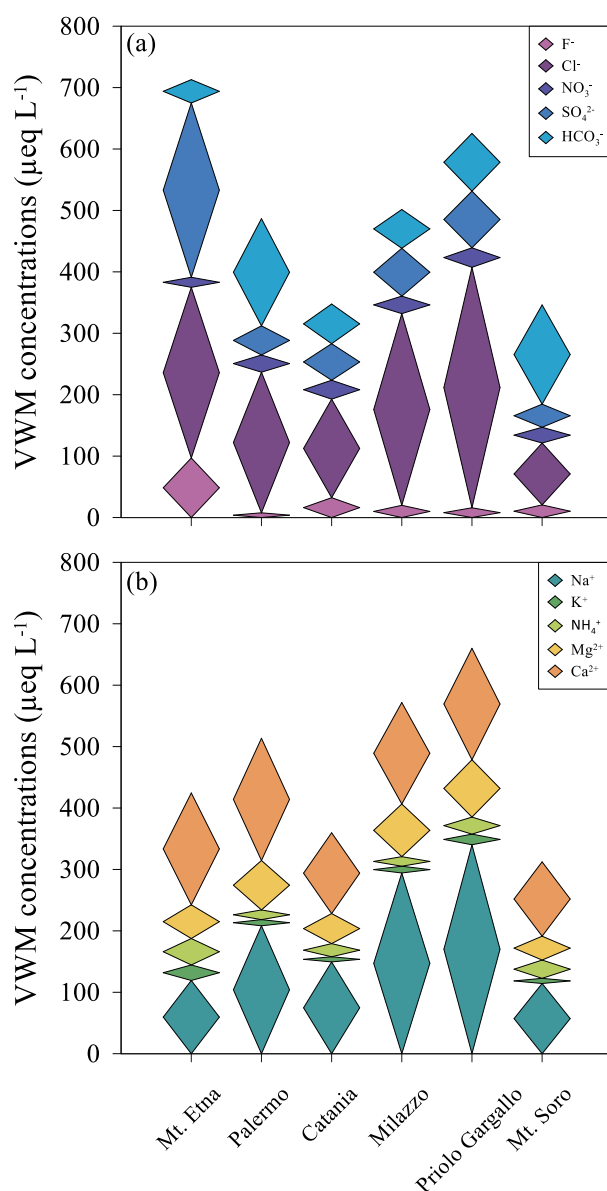 (a)
VWM concentrations (µeq L⁻¹)
800
700
600
500
400
300
200
100
0
F⁻
Cl⁻
NO₃⁻
SO₄²⁻
HCO₃⁻
(b)
VWM concentrations (µeq L⁻¹)
800
700
600
500
400
300
200
100
0
Na⁺
K⁺
NH₄⁺
Mg²⁺
Ca²⁺
Mt. Etna
Palermo
Catania
Milazzo
Priolo Gargallo
Mt. Soro